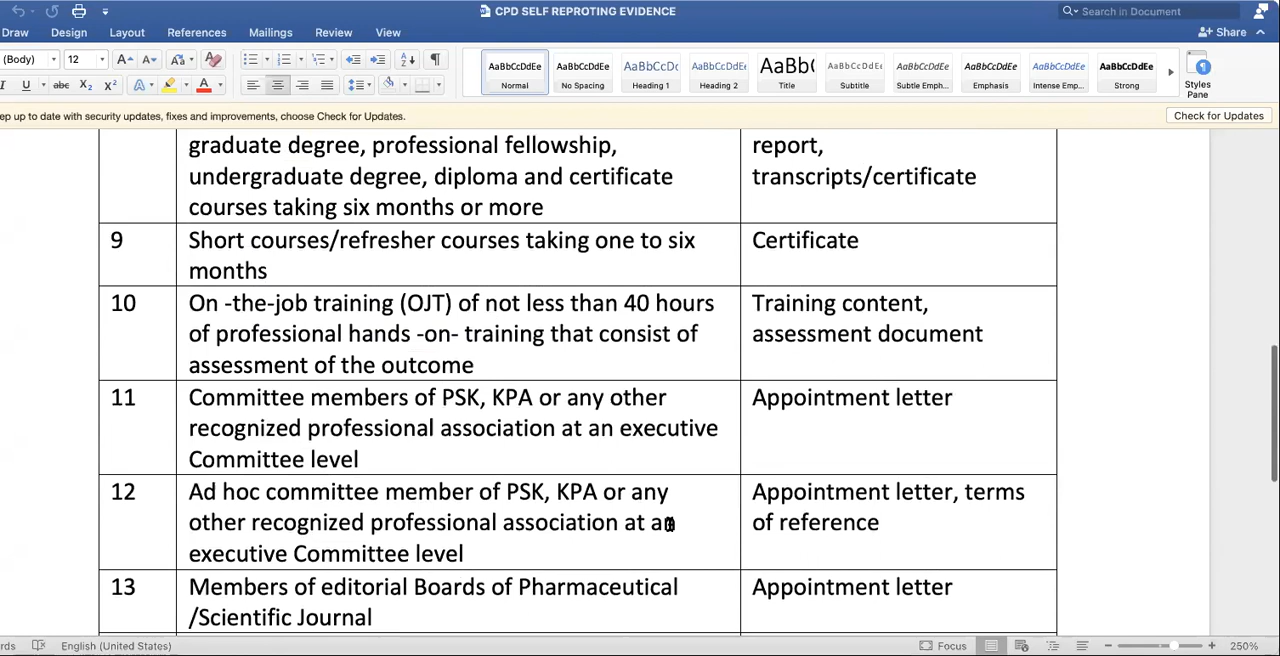 CPD SELF REPROTING EVIDENCE
Search in Document
Draw Design Layout References Mailings Review View
Share
(Body) 12
AaBbCcDdEe AaBbCcDdEe AaBbCcDc AaBbCcDdEe AaBb( AaBbCcDdEe AaBbCcDdEe AaBbCcDdEe AaBbCcDdEe AaBbCcDdEe
Normal No Spacing Heading 1 Heading 2 Title Subtitle Subtle Emph... Emphasis Intense Emp... Strong
Styles
Pane
ep up to date with security updates, fixes and improvements, choose Check for Updates.
Check for Updates
graduate degree, professional fellowship,
undergraduate degree, diploma and certificate
courses taking six months or more
report,
transcripts/certificate
9
Short courses/refresher courses taking one to six
months
Certificate
10
On -the-job training (OJT) of not less than 40 hours
of professional hands -on- training that consist of
assessment of the outcome
Training content,
assessment document
11
Committee members of PSK, KPA or any other
recognized professional association at an executive
Committee level
Appointment letter
12
Ad hoc committee member of PSK, KPA or any
other recognized professional association at an
executive Committee level
Appointment letter, terms
of reference
13
Members of editorial Boards of Pharmaceutical
/Scientific Journal
Appointment letter
rds English (United States)
Focus
250%